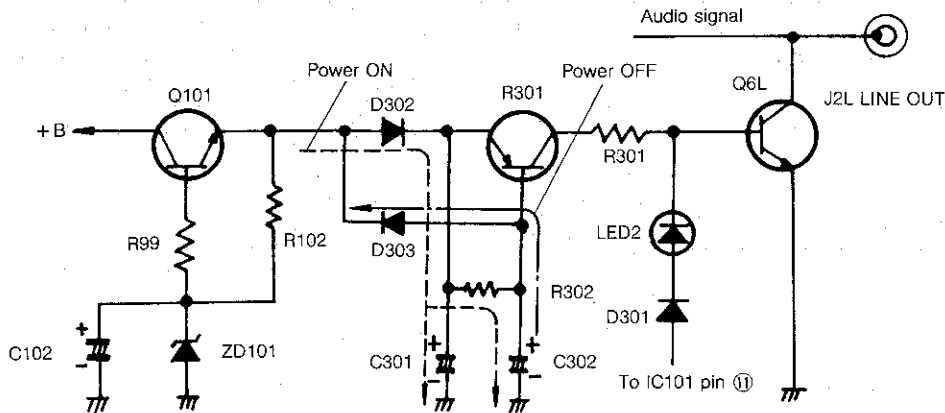 Audio signal
Power ON
Power OFF
Q101
D302
R301
Q6L
J2L LINE OUT
+B
R301
R99
R102
D303
LED2
R302
D301
C102
ZD101
C301
C302
To IC101 pin ⑪
+
-
+
-
+
-